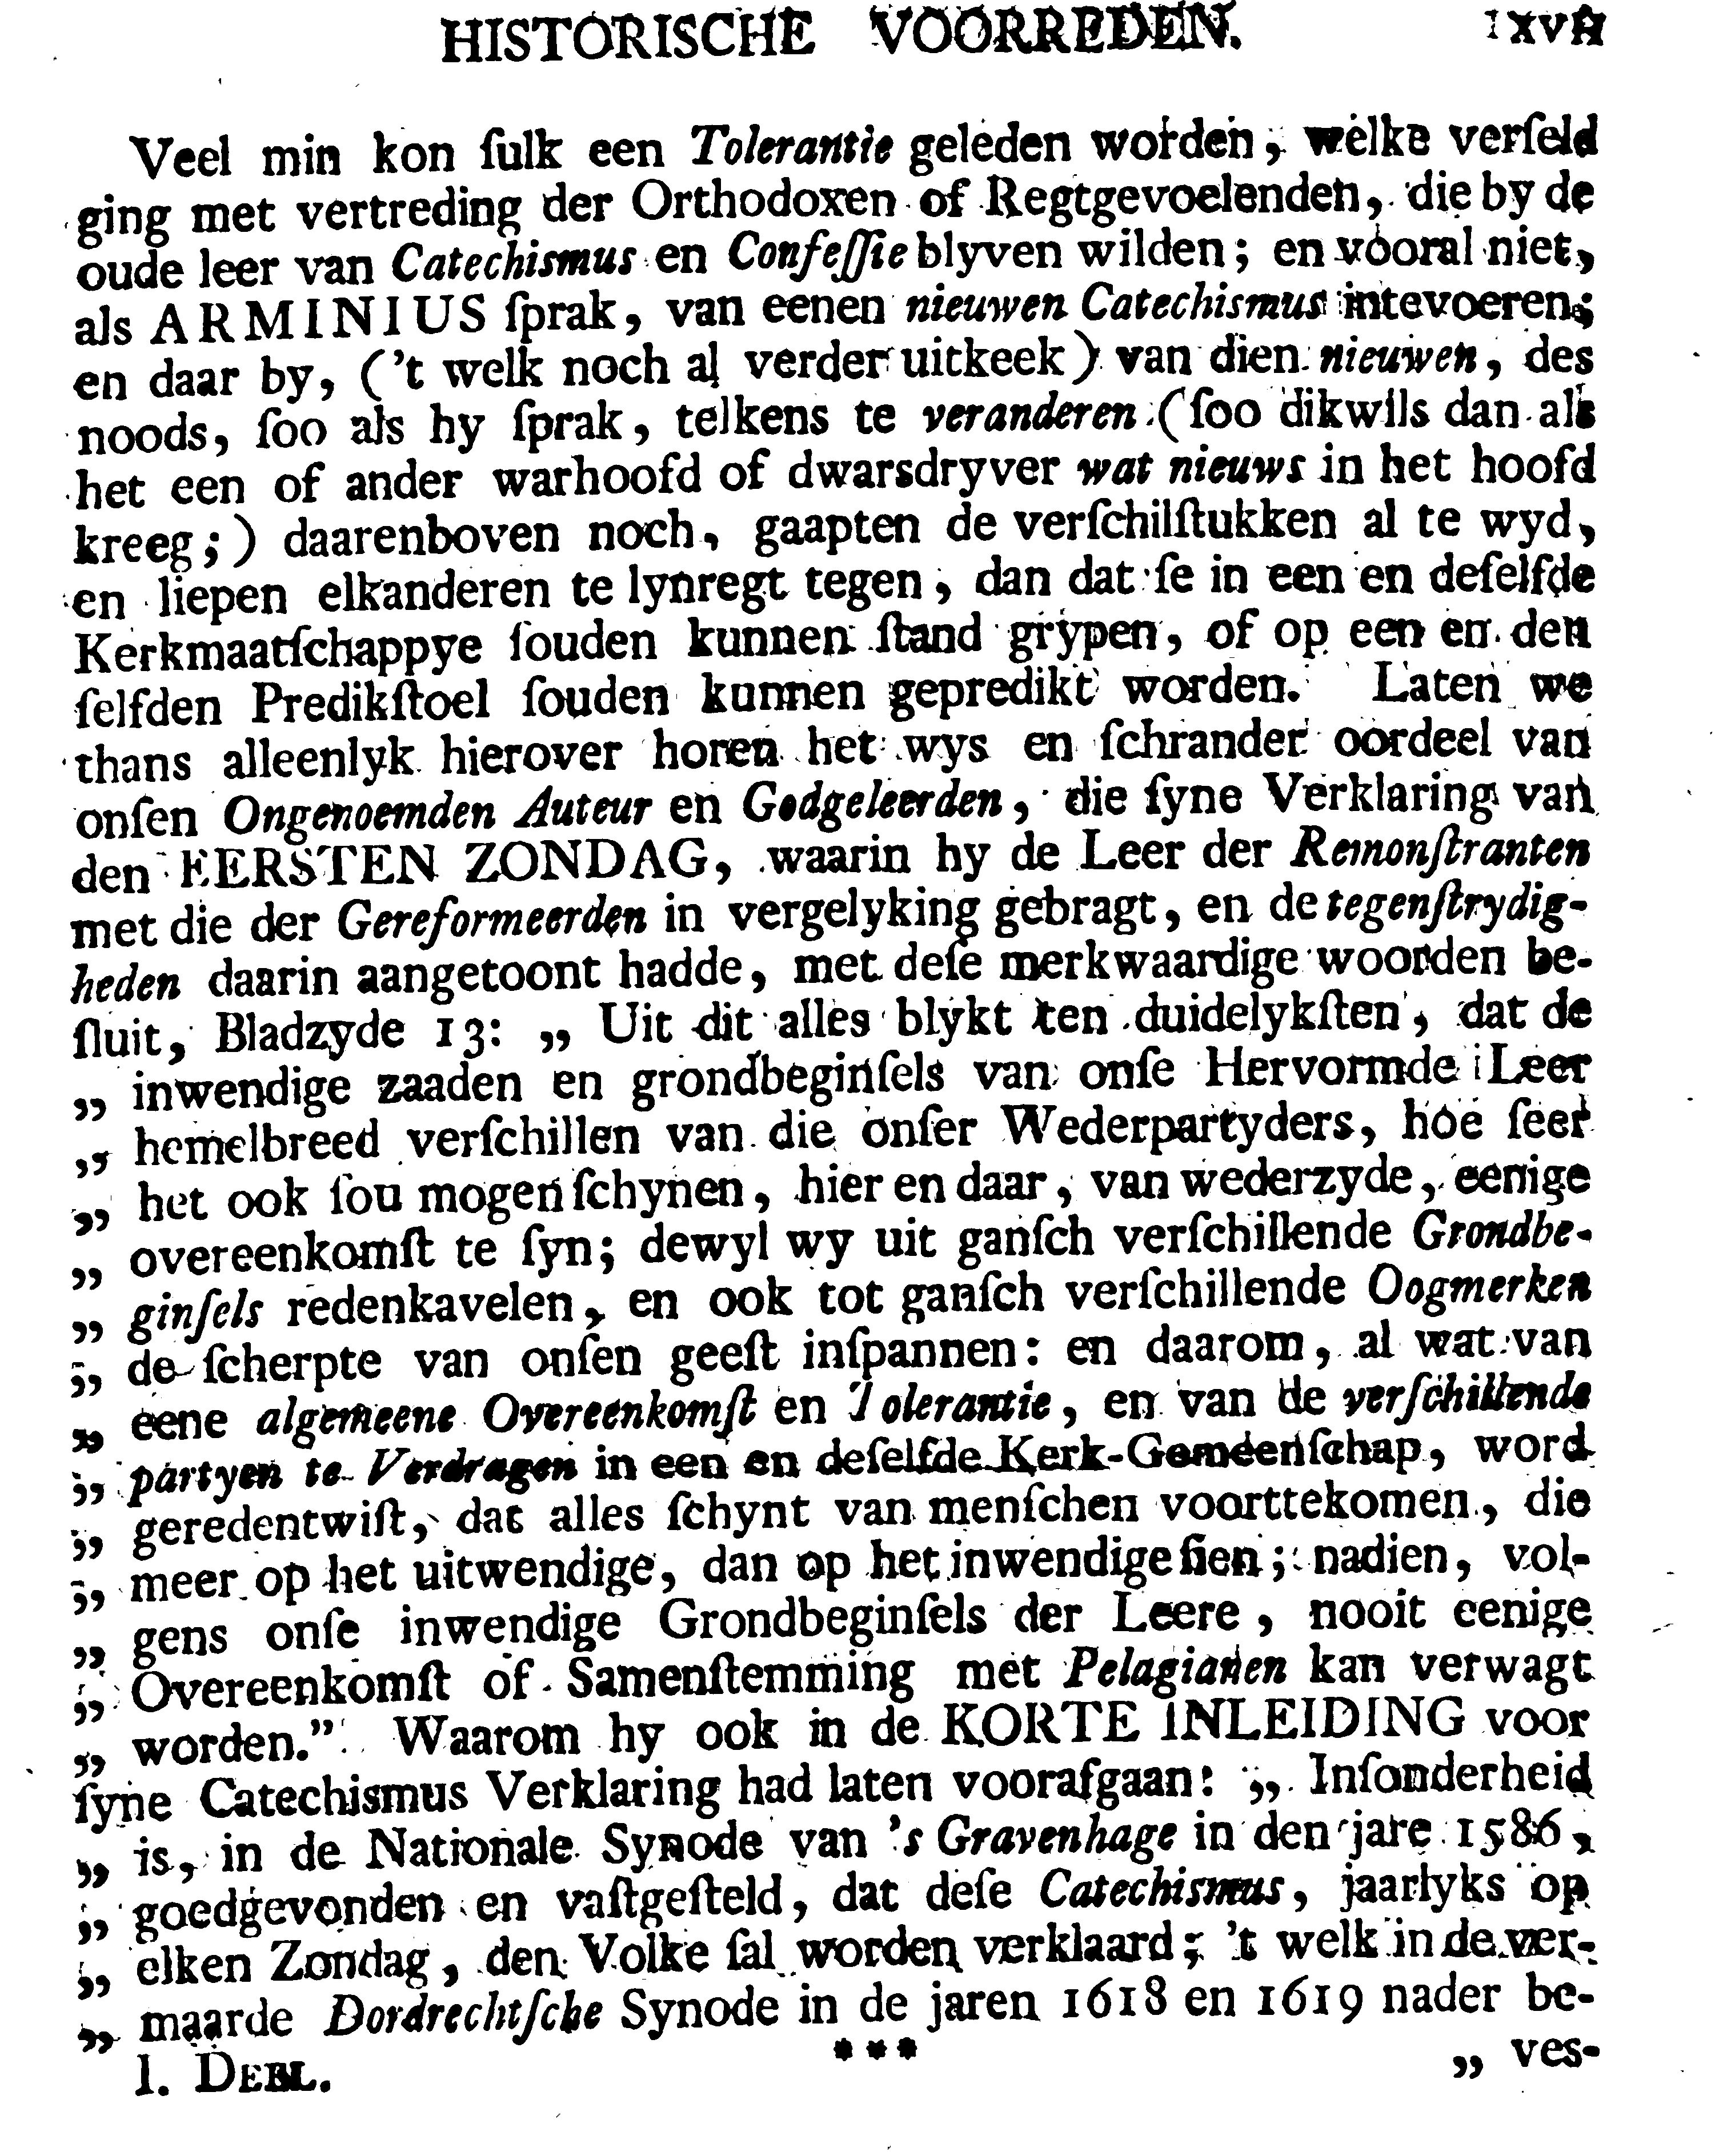 HISTORISCHE VOORREDEN. LXVII
Veel min kon ſulk een Tolerantie geleden worden, welke verſeld
ging met vertreding der Orthodoxen of Regtgevoelenden, die by de
oude leer van Catechismus en Confeſſie blyven wilden; en vooral niet,
als ARMINIUS ſprak, van eenen nieuwen Catechismus intevoeren;
en daar by, ('t welk noch al verder uitkeek) van dien nieuwen, des
noods, ſoo als hy ſprak, telkens te veranderen (ſoo dikwils dan als
het een of ander warhoofd of dwarsdryver wat nieuws in het hoofd
kreeg;) daarenboven noch, gaapten de verſchilſtukken al te wyd,
en liepen elkanderen te lynregt tegen, dan dat ſe in een en deſelfde
Kerkmaatſchappye ſouden kunnen ſtand grypen, of op een en den
ſelfden Predikſtoel ſouden kunnen gepredikt worden. Laten we
thans alleenlyk hierover horen het wys en ſchrander oordeel van
onſen Ongenoemden Auteur en Godgeleerden, die ſyne Verklaring van
den EERSTEN ZONDAG, waarin hy de Leer der Remonſtranten
met die der Gereformeerden in vergelyking gebragt, en de tegenſtrydig-
heden daarin aangetoont hadde, met deſe merkwaardige woorden be-
ſluit, Bladzyde 13: „ Uit dit alles blykt ten duidelykſten, dat de
„ inwendige zaaden en grondbeginſels van onſe Hervormde Leer
„ hemelbreed verſchillen van die onſer Wederpartyders, hoe ſeer
„ het ook ſou mogen ſchynen, hier en daar, van wederzyde, eenige
„ overeenkomſt te ſyn; dewyl wy uit ganſch verſchillende Grondbe-
„ ginſels redenkavelen, en ook tot ganſch verſchillende Oogmerken
„ de ſcherpte van onſen geeſt inſpannen: en daarom, al wat van
„ eene algemeene Overeenkomſt en Tolerantie, en van de verſchillende
„ partyen te Verdragen in een en deſelfde Kerk-Gemeenſchap, word
„ geredentwiſt, dat alles ſchynt van menſchen voorttekomen, die
„ meer op het uitwendige, dan op het inwendige ſien; nadien, vol-
„ gens onſe inwendige Grondbeginſels der Leere, nooit eenige
„ Overeenkomſt of Samenſtemming met Pelagianen kan verwagt
„ worden.” Waarom hy ook in de KORTE INLEIDING voor
ſyne Catechismus Verklaring had laten voorafgaan: „ Inſonderheid
„ is, in de Nationale Synode van 's Gravenhage in den jare 1586,
„ goedgevonden en vaſtgeſteld, dat deſe Catechismus, jaarlyks op
„ elken Zondag, den Volke ſal worden verklaard; 't welk in de ver-
„ maarde Dordrechtſche Synode in de jaren 1618 en 1619 nader be-
I. DEEL. *** „ ves-